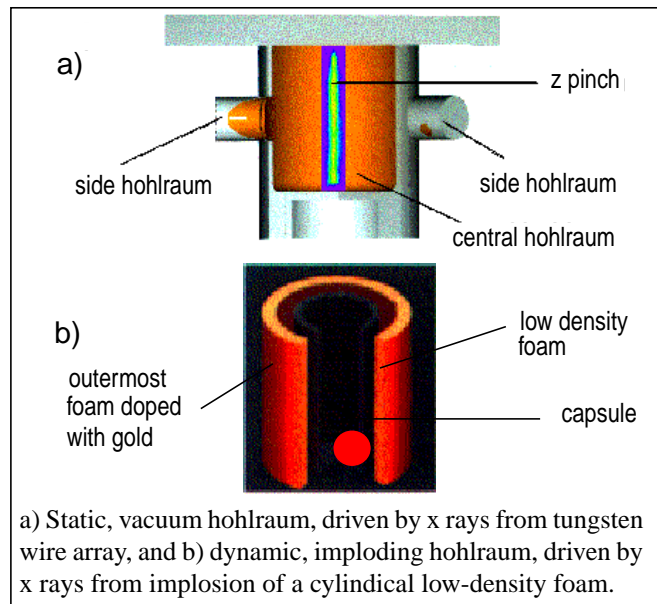 a)
z pinch
side hohlraum
side hohlraum
central hohlraum
b)
low density
foam
outermost
foam doped
with gold
capsule
a) Static, vacuum hohlraum, driven by x rays from tungsten
wire array, and b) dynamic, imploding hohlraum, driven by
x rays from implosion of a cylindical low-density foam.